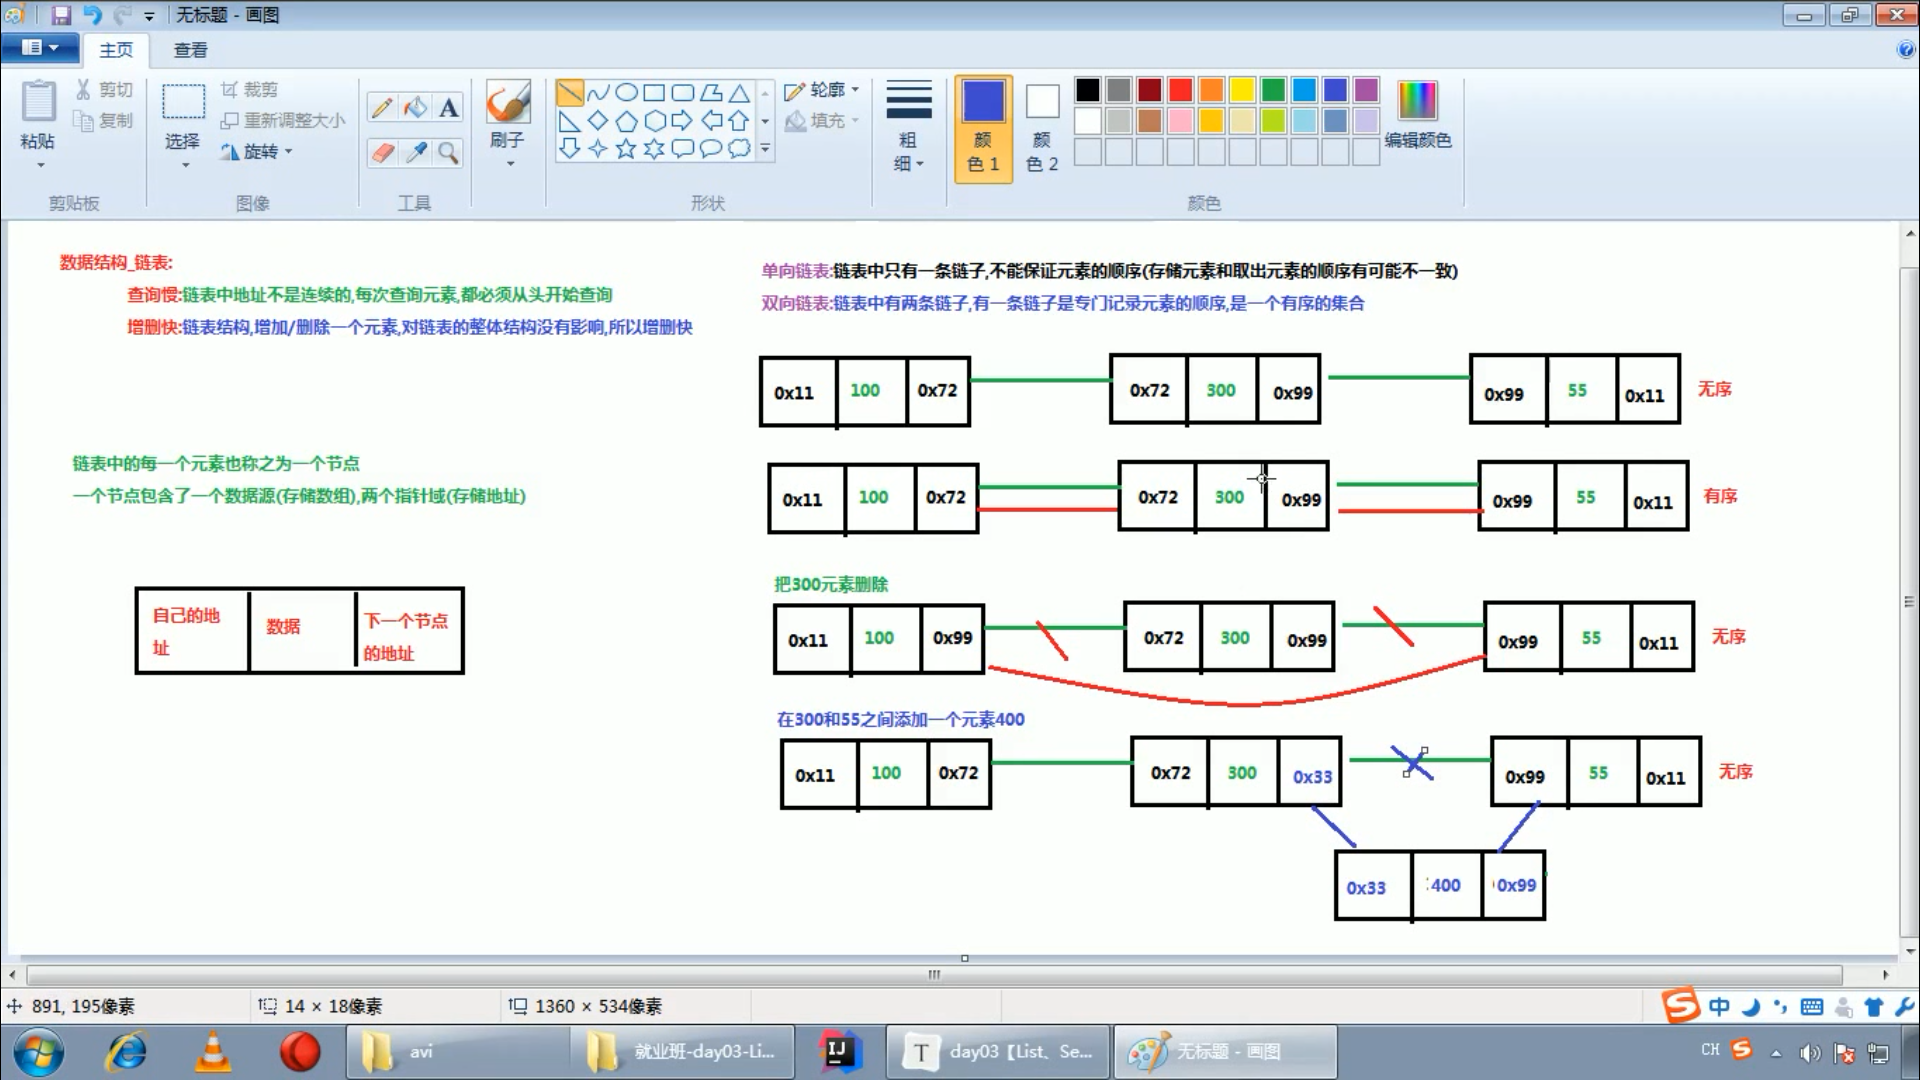 无标题 - 画图
主页
查看
粘贴
剪切
复制
剪贴板
选择
裁剪
重新调整大小
旋转
图像
A
工具
刷子
轮廓
填充
形状
粗
细
颜
色 1
颜
色 2
编辑颜色
颜色
数据结构_链表:
查询慢:链表中地址不是连续的,每次查询元素,都必须从头开始查询
增删快:链表结构,增加/删除一个元素,对链表的整体结构没有影响,所以增删快
链表中的每一个元素也称之为一个节点
一个节点包含了一个数据源(存储数组),两个指针域(存储地址)
自己的地
址
数据
下一个节点
的地址
单向链表:链表中只有一条链子,不能保证元素的顺序(存储元素和取出元素的顺序有可能不一致)
双向链表:链表中有两条链子,有一条链子是专门记录元素的顺序,是一个有序的集合
0x11 100 0x72 0x72 300 0x99 0x99 55 0x11 无序
0x11 100 0x72 0x72 300 0x99 0x99 55 0x11 有序
把300元素删除
0x11 100 0x99 0x72 300 0x99 0x99 55 0x11 无序
在300和55之间添加一个元素400
0x11 100 0x72 0x72 300 0x33 0x99 55 0x11 无序
0x33 400 0x99
891, 195像素
14 × 18像素
1360 × 534像素
中
avi
就业班-day03-Li...
IJ
T
day03【List、Se...
无标题 - 画图
CH